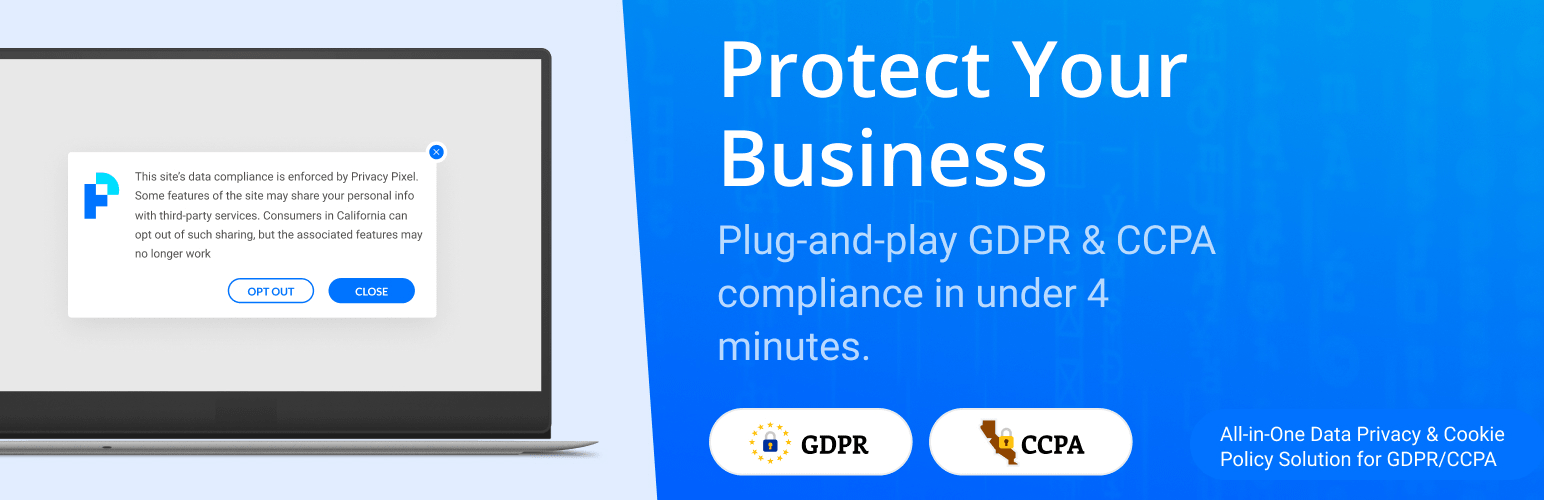 This site's data compliance is enforced by Privacy Pixel.
Some features of the site may share your personal info
with third-party services. Consumers in California can
opt out of such sharing, but the associated features may
no longer work
OPT OUT
CLOSE
Protect Your
Business
Plug-and-play GDPR & CCPA
compliance in under 4
minutes.
GDPR
CCPA
All-in-One Data Privacy & Cookie
Policy Solution for GDPR/CCPA